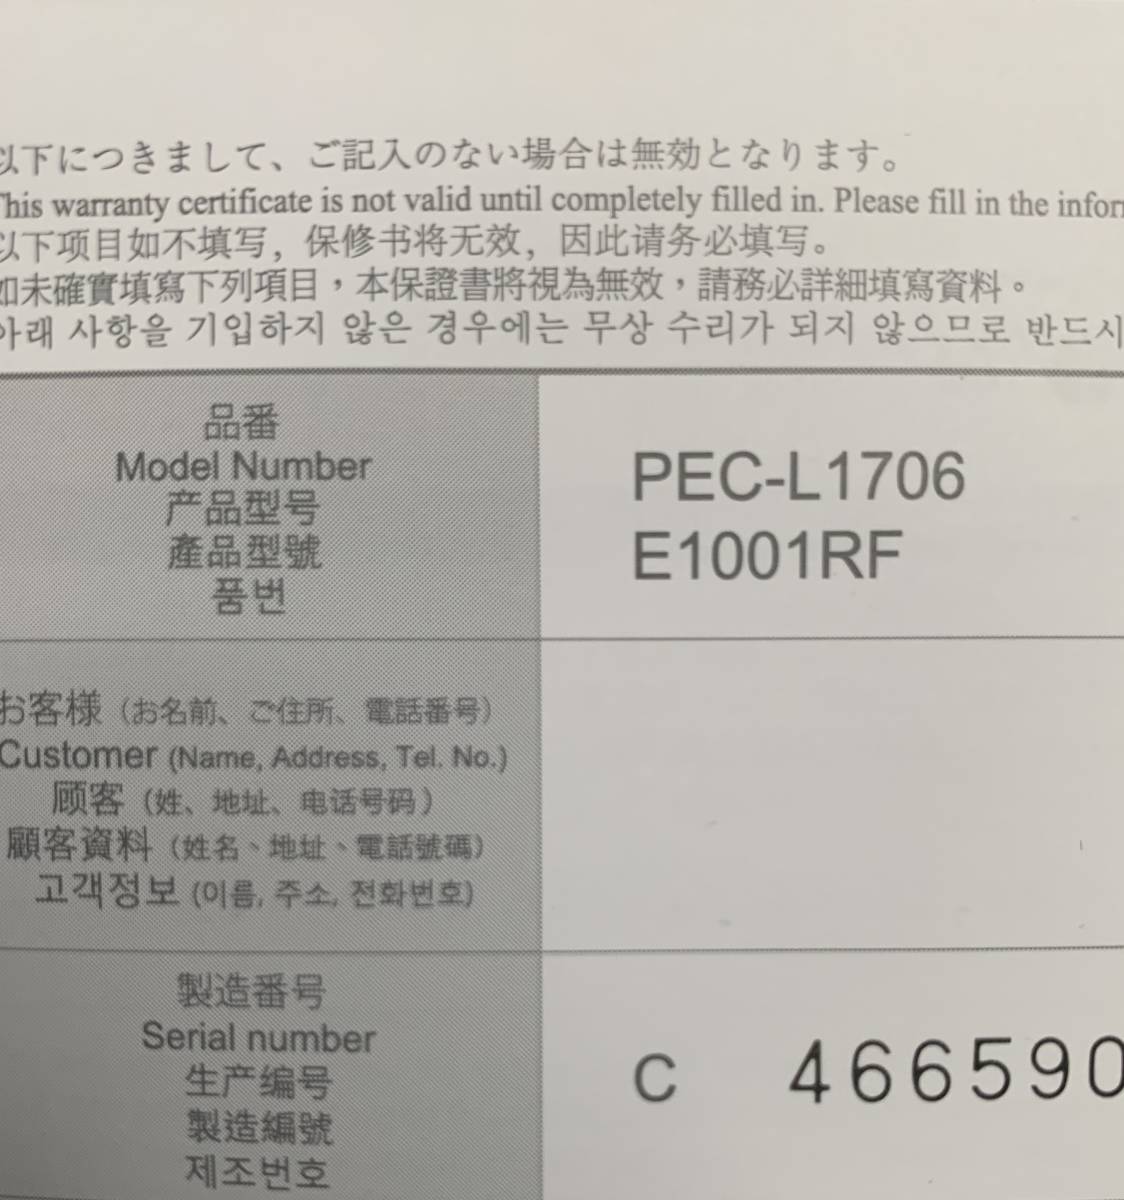 以下につきまして、ご記入のない場合は無効となります。
This warranty certificate is not valid until completely filled in. Please fill in the infor
以下项目如不填写，保修书将无效，因此请务必填写。
如未確實填寫下列項目，本保證書將視為無效，請務必詳細填寫資料。
아래 사항을 기입하지 않은 경우에는 무상 수리가 되지 않으므로 반드시
品番
Model Number
产品型号
產品型號
품번
PEC-L1706
E1001RF
お客様（お名前、ご住所、電話番号）
Customer (Name, Address, Tel. No.)
顾客（姓、地址、电话号码）
顧客資料（姓名、地址、電話號碼）
고객정보 (이름, 주소, 전화번호)
製造番号
Serial number
生产编号
製造編號
제조번호
C 466590